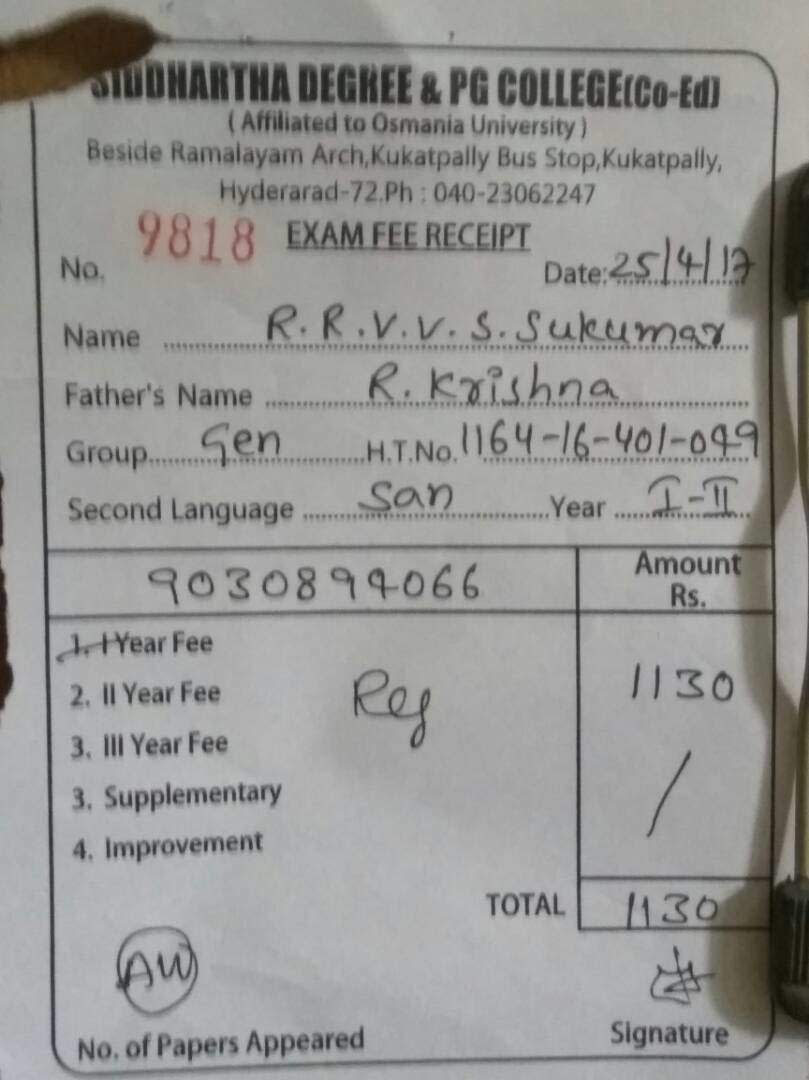 SIDDHARTHA DEGREE & PG COLLEGE(Co-Ed)
( Affiliated to Osmania University )
Beside Ramalayam Arch,Kukatpally Bus Stop,Kukatpally,
Hyderarad-72.Ph : 040-23062247
No. 9818 EXAM FEE RECEIPT Date: 25/4/17
Name R. R. V. V. S. Sukumar
Father's Name R. Krishna
Group Gen H.T.No. 1164-16-401-049
Second Language San Year I-II
9030894066 Amount Rs.
1. I Year Fee
2. II Year Fee Reg 1130
3. III Year Fee
3. Supplementary /
4. Improvement
TOTAL 1130
AW
No. of Papers Appeared Signature